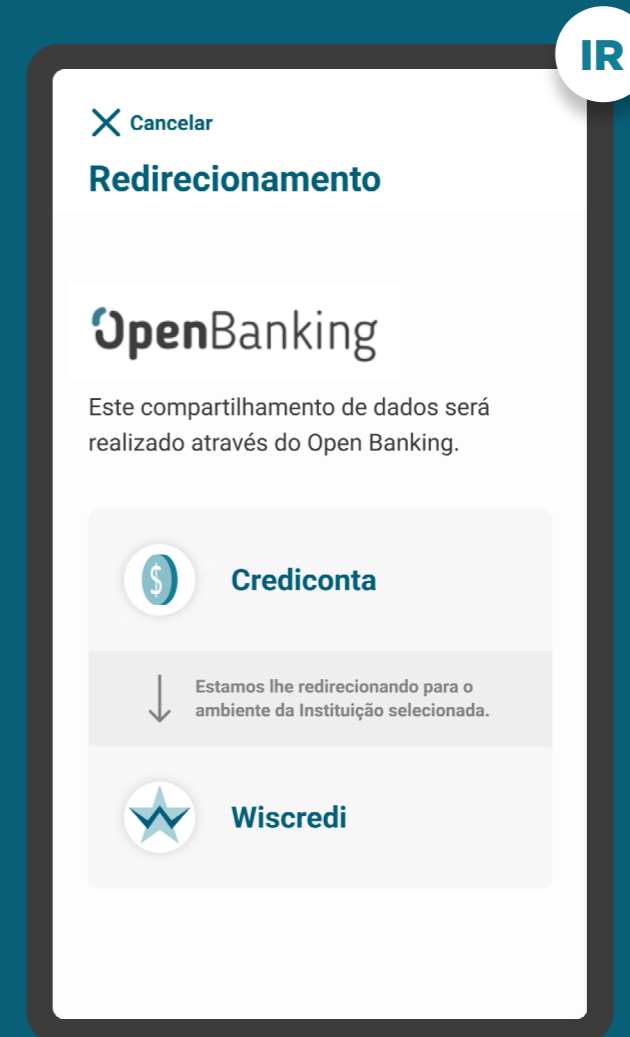 IR
Cancelar
Redirecionamento
OpenBanking
Este compartilhamento de dados será
realizado através do Open Banking.
$
Crediconta
Estamos lhe redirecionando para o
ambiente da Instituição selecionada.
Wiscredi